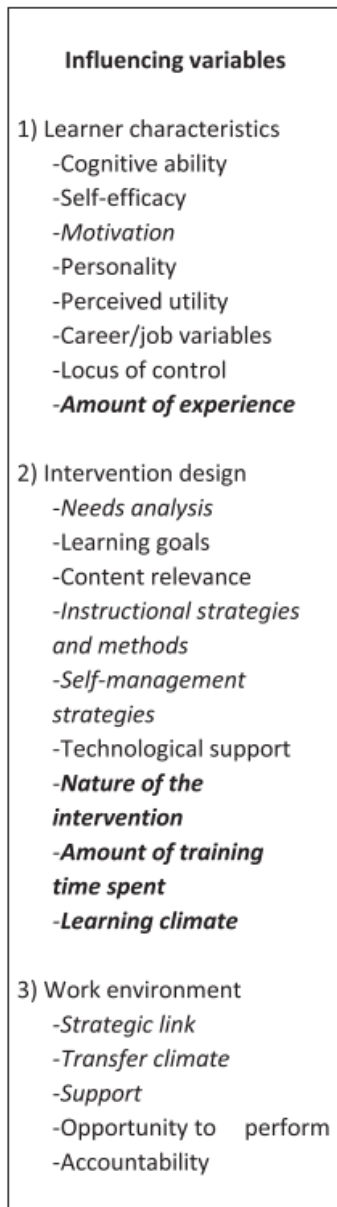 Influencing variables
1) Learner characteristics
-Cognitive ability
-Self-efficacy
-Motivation
-Personality
-Perceived utility
-Career/job variables
-Locus of control
-Amount of experience
2) Intervention design
-Needs analysis
-Learning goals
-Content relevance
-Instructional strategies
and methods
-Self-management
strategies
-Technological support
-Nature of the
intervention
-Amount of training
time spent
-Learning climate
3) Work environment
-Strategic link
-Transfer climate
-Support
-Opportunity to perform
-Accountability